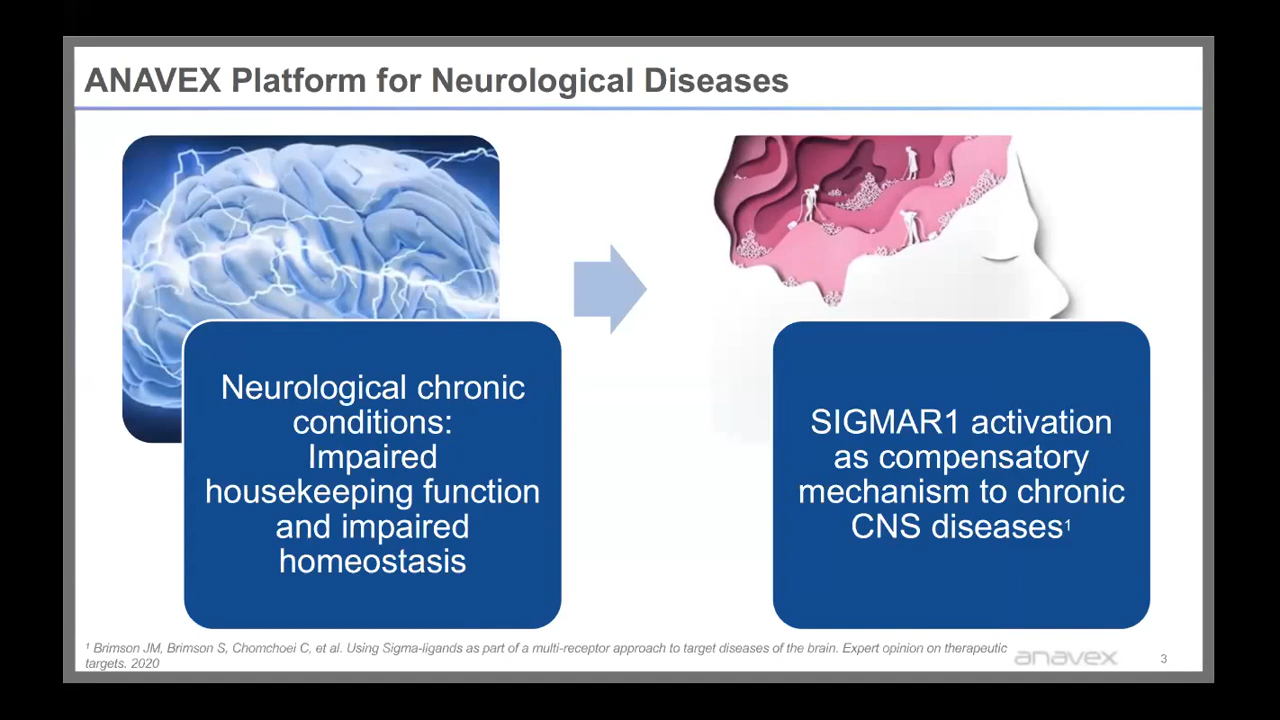 ANAVEX Platform for Neurological Diseases
Neurological chronic
conditions:
Impaired
housekeeping function
and impaired
homeostasis
SIGMAR1 activation
as compensatory
mechanism to chronic
CNS diseases¹
¹ Brimson JM, Brimson S, Chomchoei C, et al. Using Sigma-ligands as part of a multi-receptor approach to target diseases of the brain. Expert opinion on therapeutic
targets. 2020
anavex
3